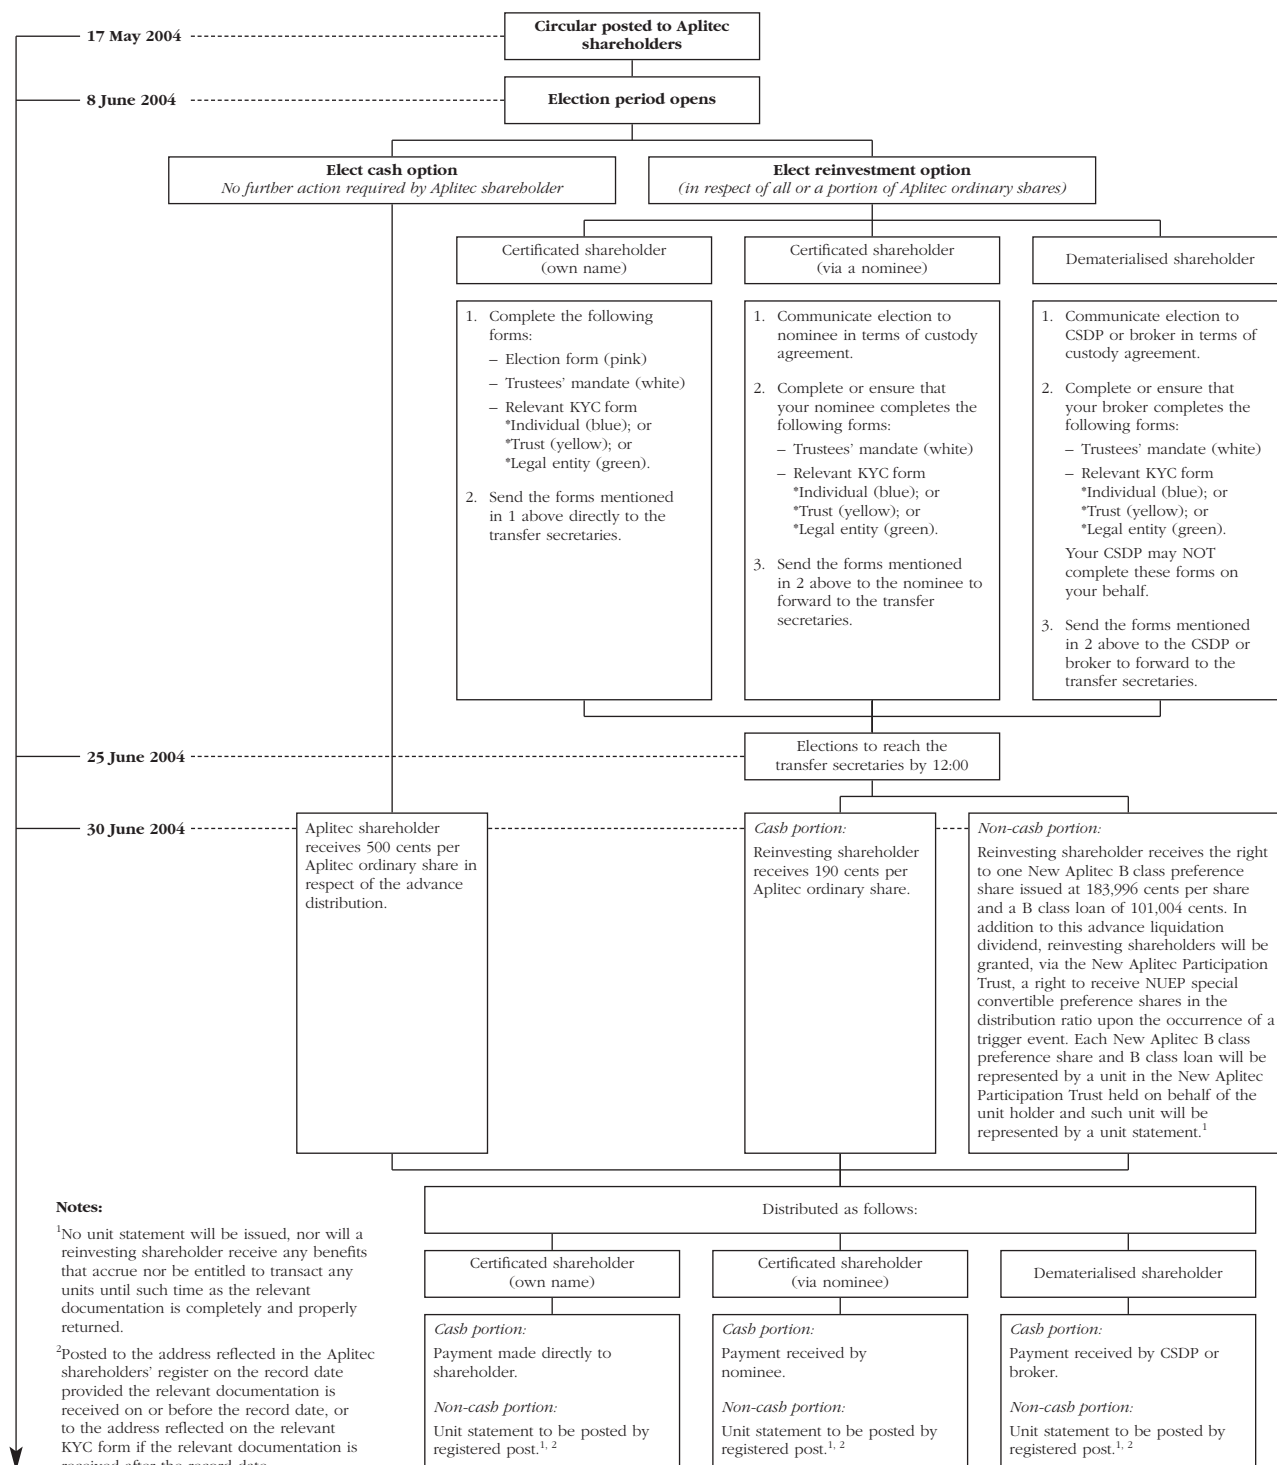 17 May 2004
Circular posted to Aplitec
shareholders
8 June 2004
Election period opens
Elect cash option
No further action required by Aplitec shareholder
Elect reinvestment option
(in respect of all or a portion of Aplitec ordinary shares)
Certificated shareholder
(own name)
Certificated shareholder
(via a nominee)
Dematerialised shareholder
1. Complete the following
forms:
– Election form (pink)
– Trustees' mandate (white)
– Relevant KYC form
*Individual (blue); or
*Trust (yellow); or
*Legal entity (green).
2. Send the forms mentioned
in 1 above directly to the
transfer secretaries.
1. Communicate election to
nominee in terms of custody
agreement.
2. Complete or ensure that
your nominee completes the
following forms:
– Trustees' mandate (white)
– Relevant KYC form
*Individual (blue); or
*Trust (yellow); or
*Legal entity (green).
3. Send the forms mentioned
in 2 above to the nominee to
forward to the transfer
secretaries.
1. Communicate election to
CSDP or broker in terms of
custody agreement.
2. Complete or ensure that
your broker completes the
following forms:
– Trustees' mandate (white)
– Relevant KYC form
*Individual (blue); or
*Trust (yellow); or
*Legal entity (green).
Your CSDP may NOT
complete these forms on
your behalf.
3. Send the forms mentioned
in 2 above to the CSDP or
broker to forward to the
transfer secretaries.
25 June 2004
Elections to reach the
transfer secretaries by 12:00
30 June 2004
Aplitec shareholder
receives 500 cents per
Aplitec ordinary share in
respect of the advance
distribution.
Cash portion:
Reinvesting shareholder
receives 190 cents per
Aplitec ordinary share.
Non-cash portion:
Reinvesting shareholder receives the right
to one New Aplitec B class preference
share issued at 183,996 cents per share
and a B class loan of 101,004 cents. In
addition to this advance liquidation
dividend, reinvesting shareholders will be
granted, via the New Aplitec Participation
Trust, a right to receive NUEP special
convertible preference shares in the
distribution ratio upon the occurrence of a
trigger event. Each New Aplitec B class
preference share and B class loan will be
represented by a unit in the New Aplitec
Participation Trust held on behalf of the
unit holder and such unit will be
represented by a unit statement.1
Notes:
1No unit statement will be issued, nor will a
reinvesting shareholder receive any benefits
that accrue nor be entitled to transact any
units until such time as the relevant
documentation is completely and properly
returned.
2Posted to the address reflected in the Aplitec
shareholders' register on the record date
provided the relevant documentation is
received on or before the record date, or
to the address reflected on the relevant
KYC form if the relevant documentation is
received after the record date
Distributed as follows:
Certificated shareholder
(own name)
Certificated shareholder
(via nominee)
Dematerialised shareholder
Cash portion:
Payment made directly to
shareholder.
Non-cash portion:
Unit statement to be posted by
registered post.1, 2
Cash portion:
Payment received by
nominee.
Non-cash portion:
Unit statement to be posted by
registered post.1, 2
Cash portion:
Payment received by CSDP or
broker.
Non-cash portion:
Unit statement to be posted by
registered post.1, 2